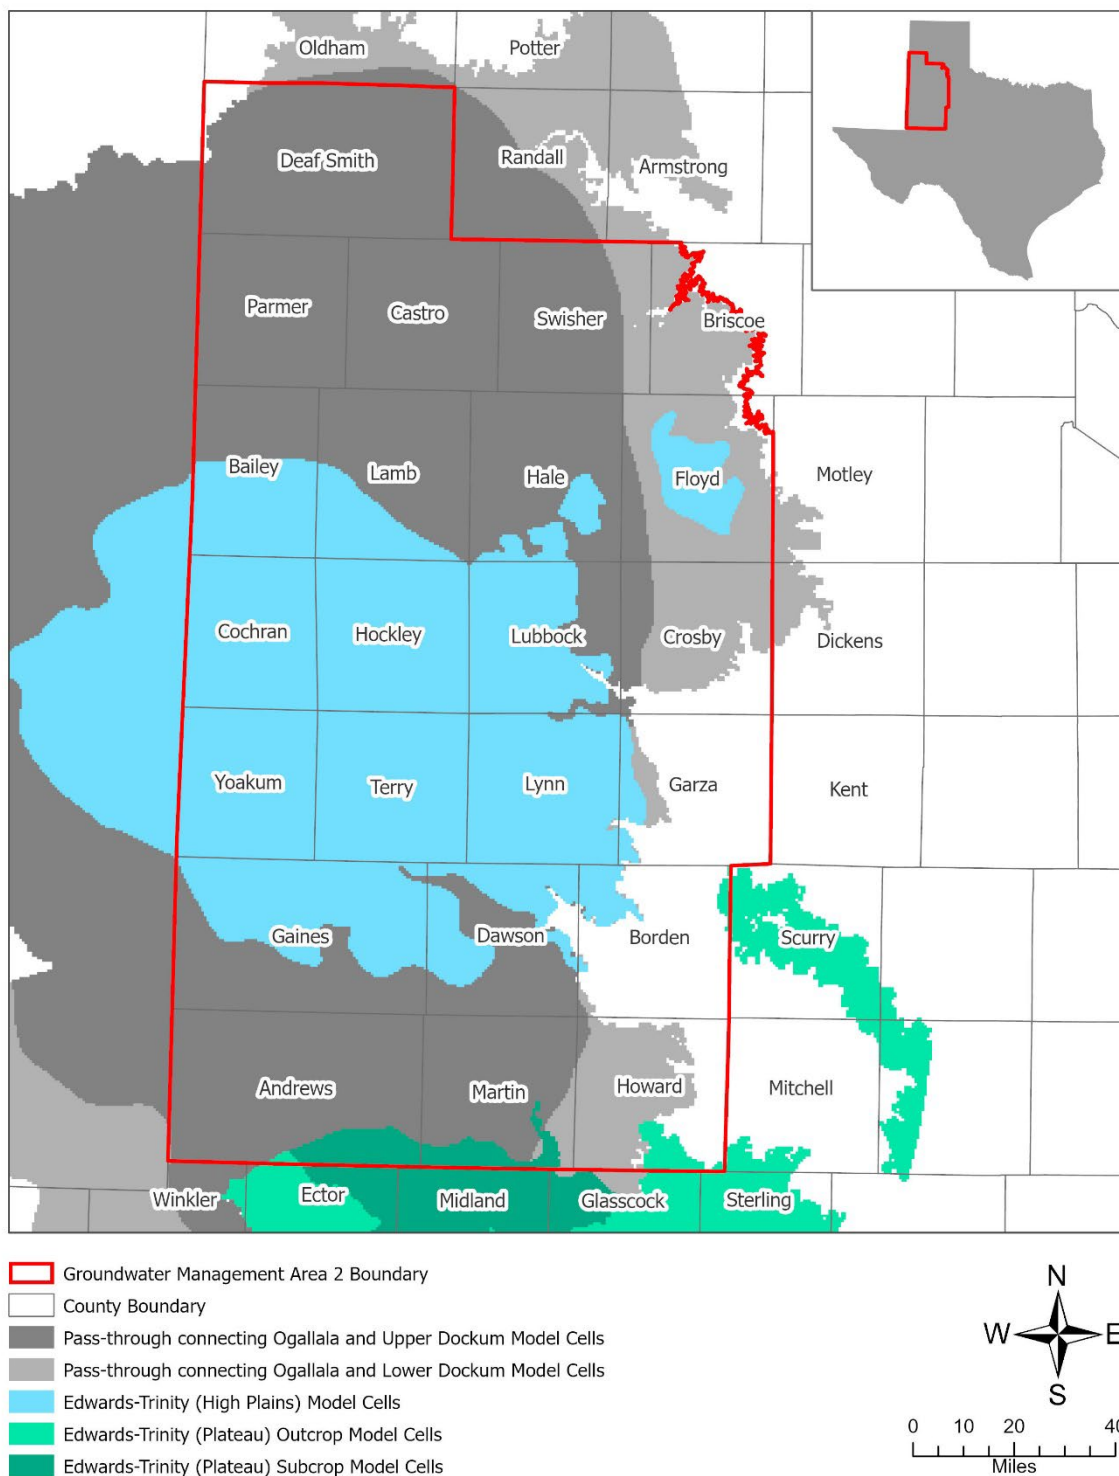 Oldham
Potter
Deaf Smith
Randall
Armstrong
Parmer
Castro
Swisher
Briscoe
Bailey
Lamb
Hale
Floyd
Motley
Cochran
Hockley
Lubbock
Crosby
Dickens
Yoakum
Terry
Lynn
Garza
Kent
Gaines
Dawson
Borden
Scurry
Andrews
Martin
Howard
Mitchell
Winkler
Ector
Midland
Glasscock
Sterling
Groundwater Management Area 2 Boundary
County Boundary
Pass-through connecting Ogallala and Upper Dockum Model Cells
Pass-through connecting Ogallala and Lower Dockum Model Cells
Edwards-Trinity (High Plains) Model Cells
Edwards-Trinity (Plateau) Outcrop Model Cells
Edwards-Trinity (Plateau) Subcrop Model Cells
N
W E
S
0 10 20 40
Miles